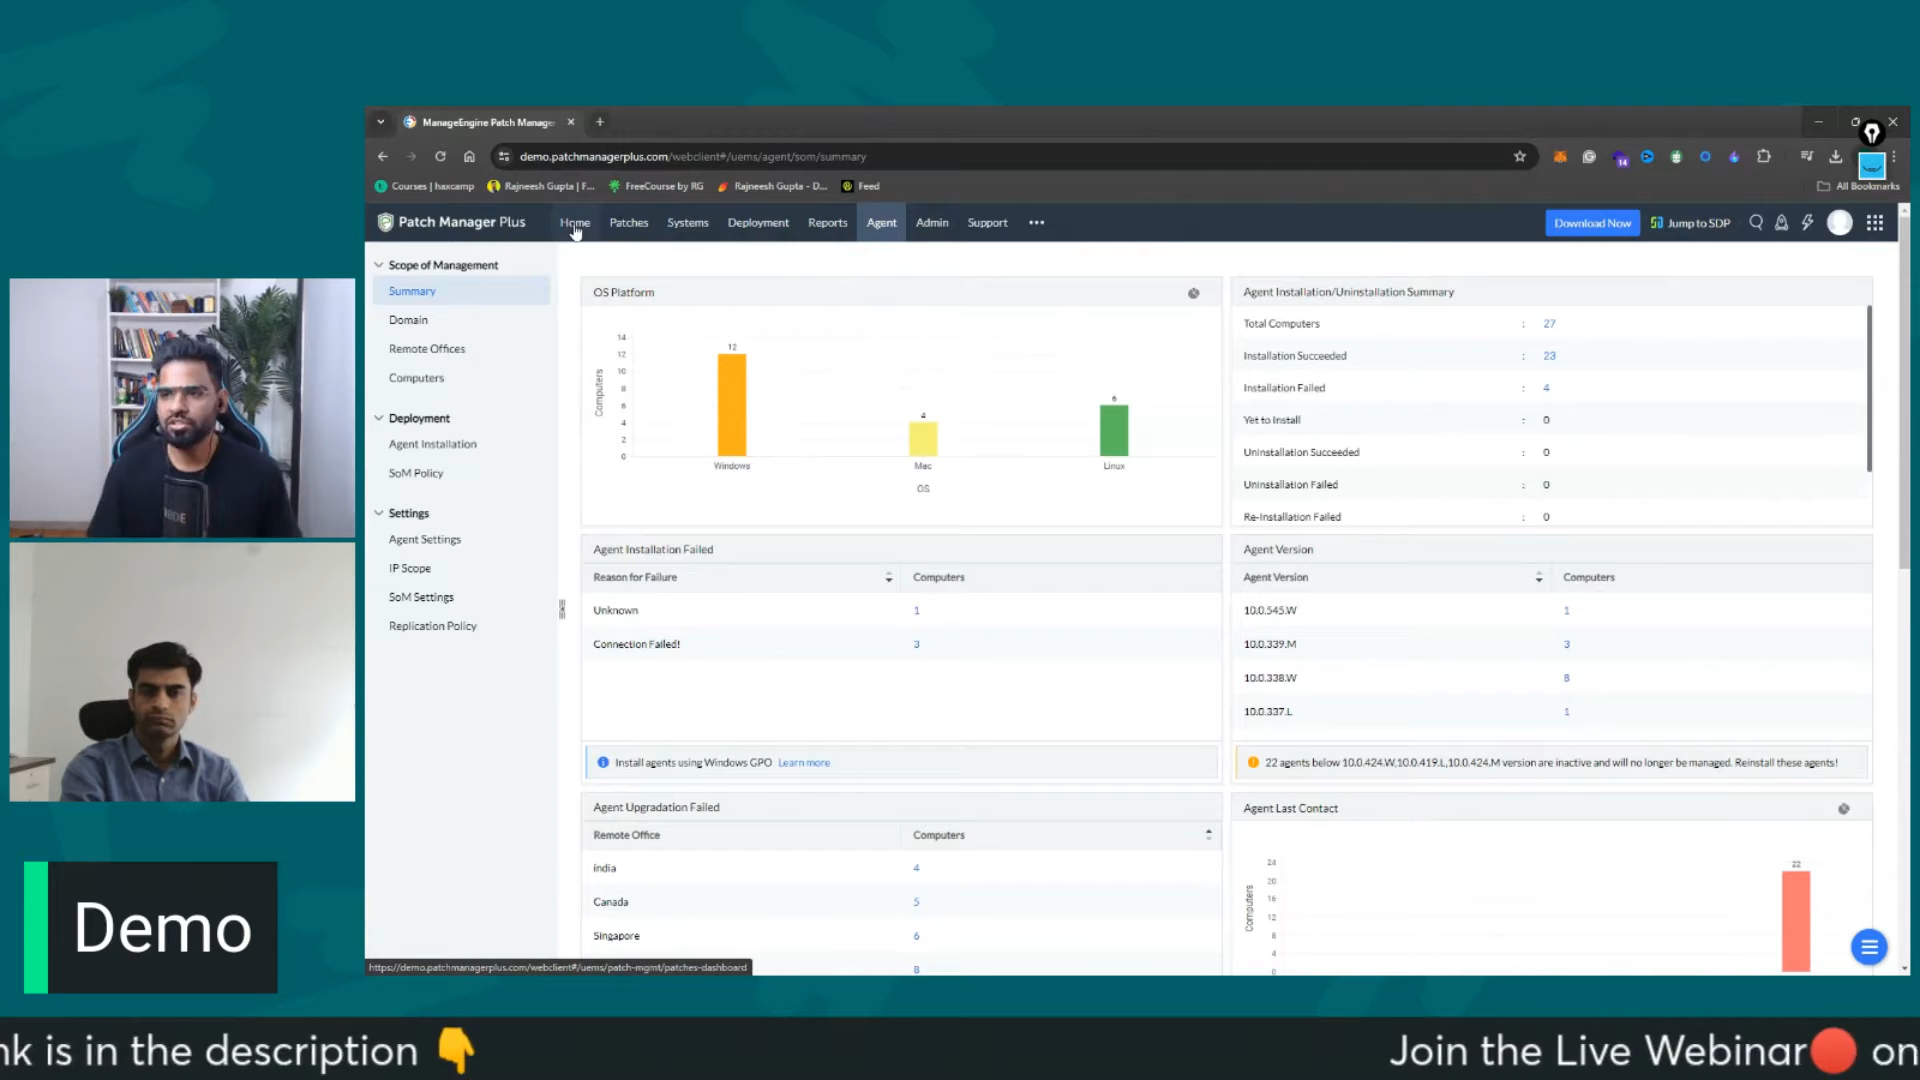 ManageEngine Patch Manage
demo.patchmanagerplus.com/webclient#/uems/agent/som/summary
14
Courses | haxcamp
Rajneesh Gupta | F...
FreeCourse by RG
Rajneesh Gupta - D...
Feed
All Bookmarks
Patch Manager Plus
Home
Patches
Systems
Deployment
Reports
Agent
Admin
Support
Download Now
Jump to SDP
Scope of Management
Summary
Domain
Remote Offices
Computers
Deployment
Agent Installation
SoM Policy
Settings
Agent Settings
IP Scope
SoM Settings
Replication Policy
OS Platform
Computers
14
12
10
8
6
4
2
0
12
4
6
Windows
Mac
Linux
OS
Agent Installation/Uninstallation Summary
Total Computers : 27
Installation Succeeded : 23
Installation Failed : 4
Yet to Install : 0
Uninstallation Succeeded : 0
Uninstallation Failed : 0
Re-Installation Failed : 0
Agent Installation Failed
Reason for Failure Computers
Unknown 1
Connection Failed! 3
Install agents using Windows GPO Learn more
Agent Version
Agent Version Computers
10.0.545.W 1
10.0.339.M 3
10.0.338.W 8
10.0.337.L 1
22 agents below 10.0.424.W,10.0.419.L,10.0.424.M version are inactive and will no longer be managed. Reinstall these agents!
Agent Upgradation Failed
Remote Office Computers
india 4
Canada 5
Singapore 6
8
Agent Last Contact
Computers
24
20
16
12
8
4
0
22
https://demo.patchmanagerplus.com/webclient#/uems/patch-mgmt/patches-dashboard
Demo
nk is in the description 👇
Join the Live Webinar🔴 on